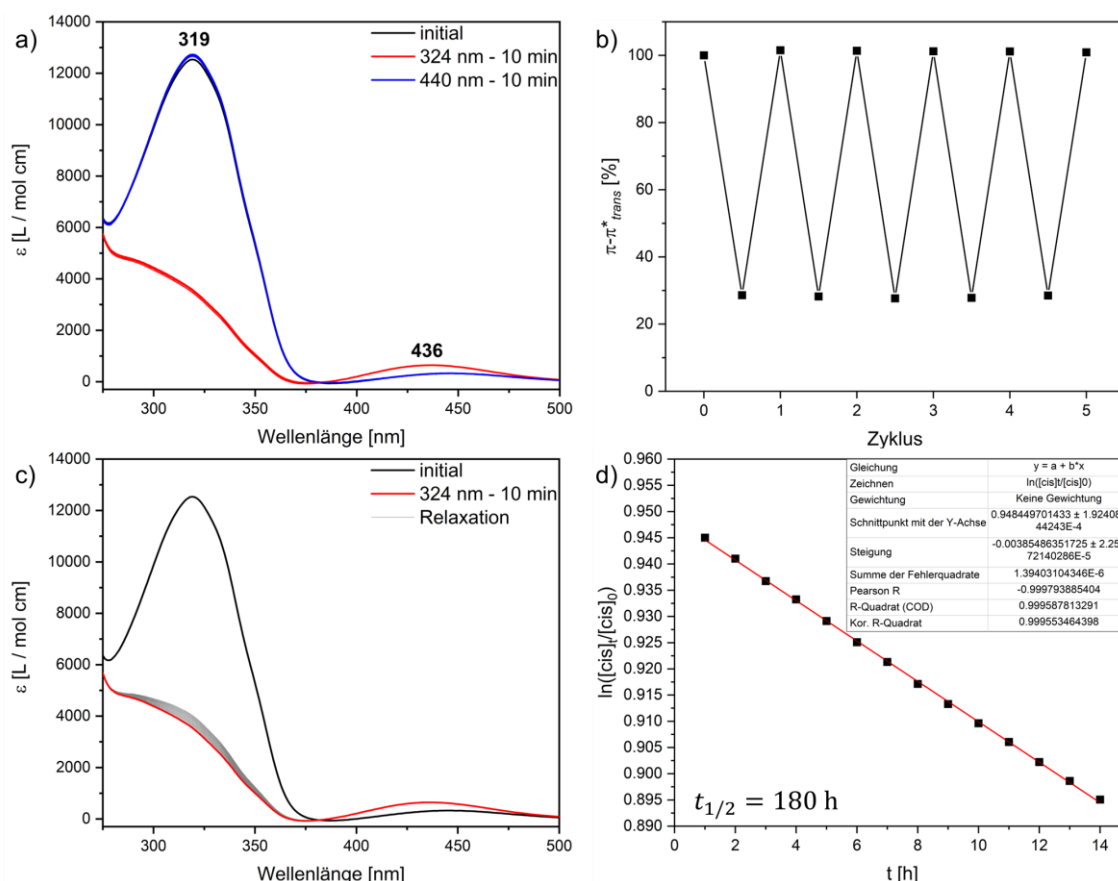 a)
14000
12000
10000
8000
6000
4000
2000
0
ε [L / mol cm]
319
436
initial
324 nm - 10 min
440 nm - 10 min
300 350 400 450 500
Wellenlänge [nm]
b)
100
80
60
40
20
0
π-π*trans [%]
0 1 2 3 4 5
Zyklus
c)
14000
12000
10000
8000
6000
4000
2000
0
ε [L / mol cm]
initial
324 nm - 10 min
Relaxation
300 350 400 450 500
Wellenlänge [nm]
d)
0.960
0.955
0.950
0.945
0.940
0.935
0.930
0.925
0.920
0.915
0.910
0.905
0.900
0.895
0.890
ln([cis]t/[cis]0)
Gleichung y = a + b*x
Zeichnen ln([cis]t/[cis]0)
Gewichtung Keine Gewichtung
Schnittpunkt mit der Y-Achse 0.948449701433 ± 1.92408
44243E-4
Steigung -0.00385486351725 ± 2.25
72140286E-5
Summe der Fehlerquadrate 1.39403104346E-6
Pearson R -0.999793885404
R-Quadrat (COD) 0.999587813291
Kor. R-Quadrat 0.999553464398
t1/2 = 180 h
0 2 4 6 8 10 12 14
t [h]